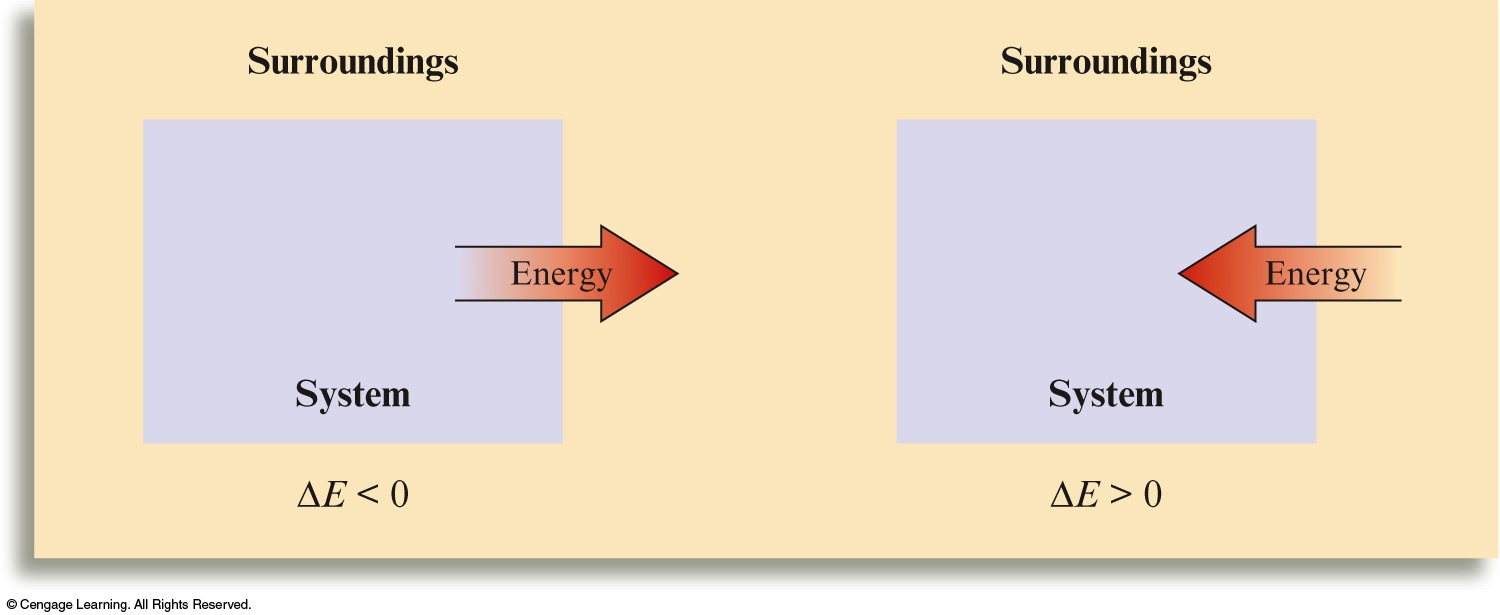 Surroundings
Energy
System
ΔE < 0
Surroundings
Energy
System
ΔE > 0
© Cengage Learning. All Rights Reserved.